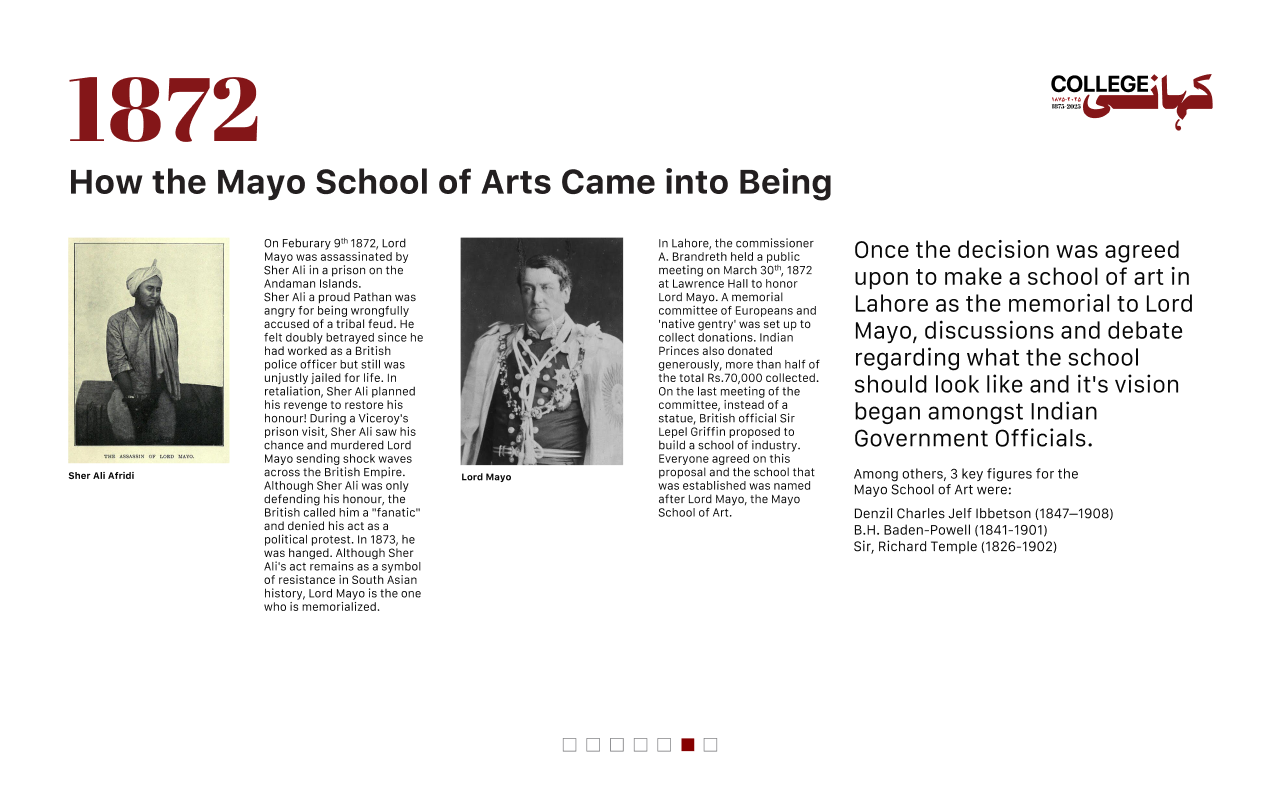 1872
COLLEGE کہانی
۱۸۷۵-۲۰۲۵
1875-2025
How the Mayo School of Arts Came into Being
THE ASSASSIN OF LORD MAYO.
Sher Ali Afridi
On Feburary 9th 1872, Lord
Mayo was assassinated by
Sher Ali in a prison on the
Andaman Islands.
Sher Ali a proud Pathan was
angry for being wrongfully
accused of a tribal feud. He
felt doubly betrayed since he
had worked as a British
police officer but still was
unjustly jailed for life. In
retaliation, Sher Ali planned
his revenge to restore his
honour! During a Viceroy's
prison visit, Sher Ali saw his
chance and murdered Lord
Mayo sending shock waves
across the British Empire.
Although Sher Ali was only
defending his honour, the
British called him a "fanatic"
and denied his act as a
political protest. In 1873, he
was hanged. Although Sher
Ali's act remains as a symbol
of resistance in South Asian
history, Lord Mayo is the one
who is memorialized.
Lord Mayo
In Lahore, the commissioner
A. Brandreth held a public
meeting on March 30th, 1872
at Lawrence Hall to honor
Lord Mayo. A memorial
committee of Europeans and
'native gentry' was set up to
collect donations. Indian
Princes also donated
generously, more than half of
the total Rs.70,000 collected.
On the last meeting of the
committee, instead of a
statue, British official Sir
Lepel Griffin proposed to
build a school of industry.
Everyone agreed on this
proposal and the school that
was established was named
after Lord Mayo, the Mayo
School of Art.
Once the decision was agreed
upon to make a school of art in
Lahore as the memorial to Lord
Mayo, discussions and debate
regarding what the school
should look like and it's vision
began amongst Indian
Government Officials.
Among others, 3 key figures for the
Mayo School of Art were:
Denzil Charles Jelf Ibbetson (1847–1908)
B.H. Baden-Powell (1841-1901)
Sir, Richard Temple (1826-1902)